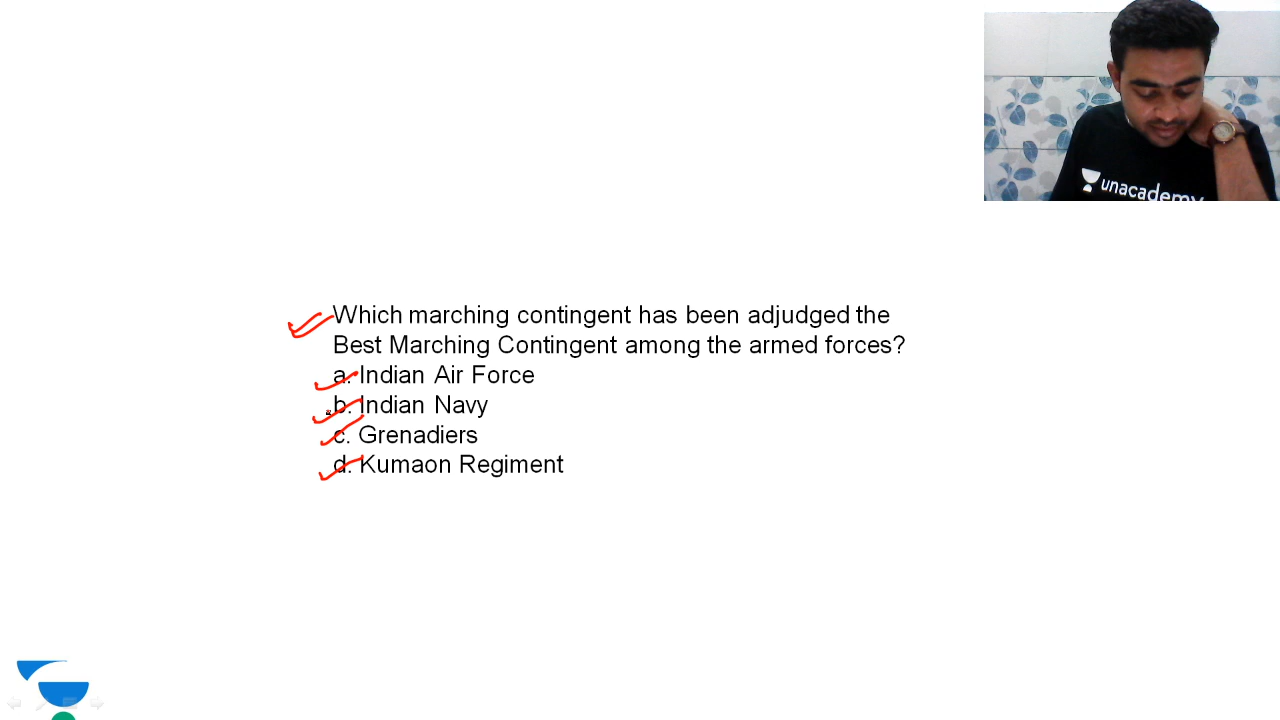 unacademy
Which marching contingent has been adjudged the
Best Marching Contingent among the armed forces?
a. Indian Air Force
b. Indian Navy
c. Grenadiers
d. Kumaon Regiment